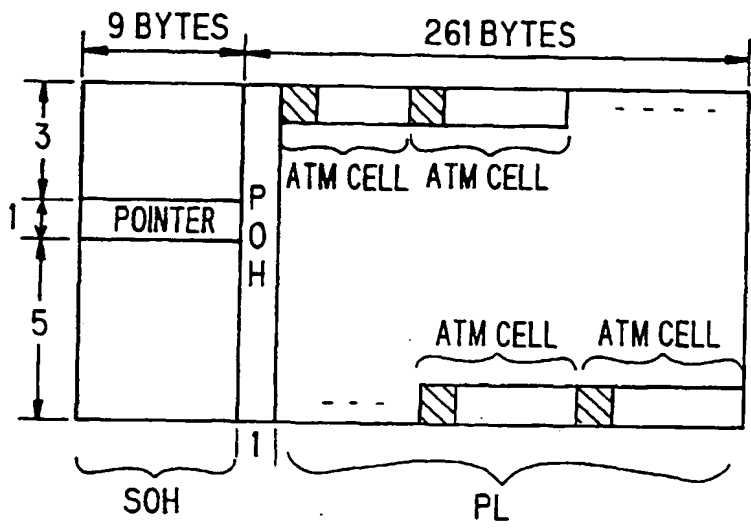 9 BYTES
261 BYTES
3
1
5
POINTER
POH
ATM CELL
ATM CELL
ATM CELL
ATM CELL
- - - -
- - -
1
SOH
PL